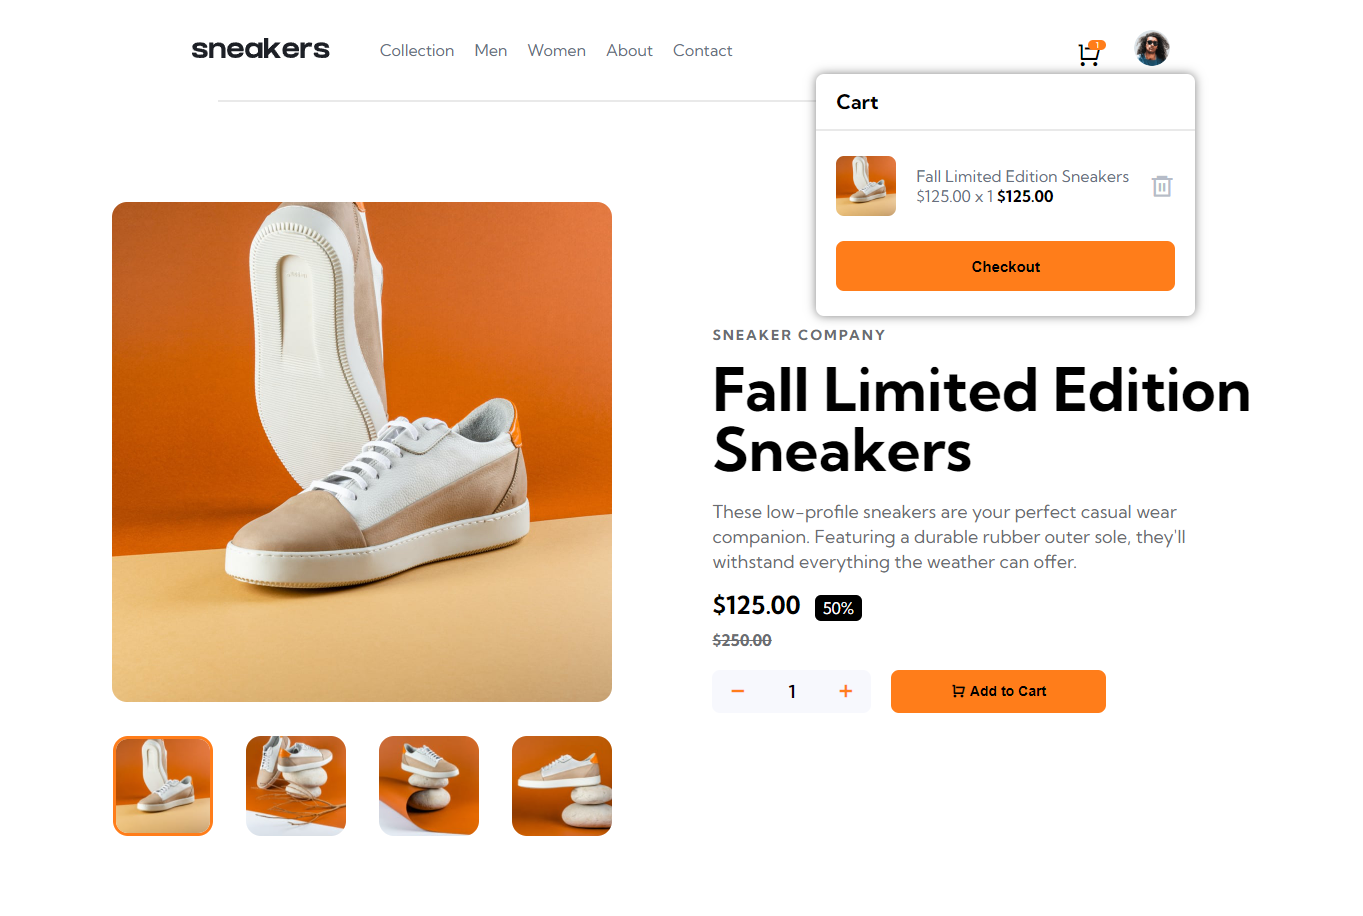 sneakers
Collection Men Women About Contact
1
Cart
Fall Limited Edition Sneakers
$125.00 x 1 $125.00
Checkout
SNEAKER COMPANY
Fall Limited Edition
Sneakers
These low-profile sneakers are your perfect casual wear
companion. Featuring a durable rubber outer sole, they'll
withstand everything the weather can offer.
$125.00 50%
$250.00
− 1 +
Add to Cart